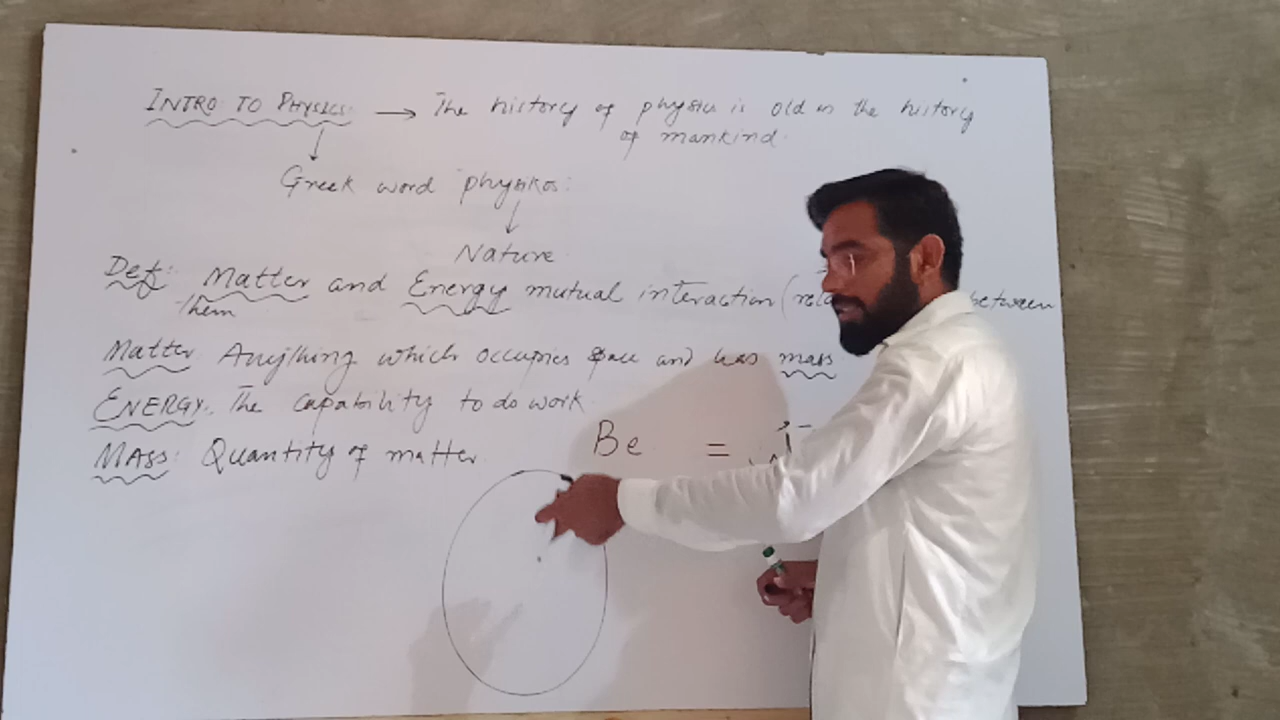 INTRO TO PHYSICS: → The history of physics is old as the history
of mankind.
↓
Greek word "physikos:
↓
Nature
Def: Matter and Energy mutual interaction ( between
them
Matter: Anything which occupies space and has mass
ENERGY: The capability to do work
MASS: Quantity of matter.
Be =